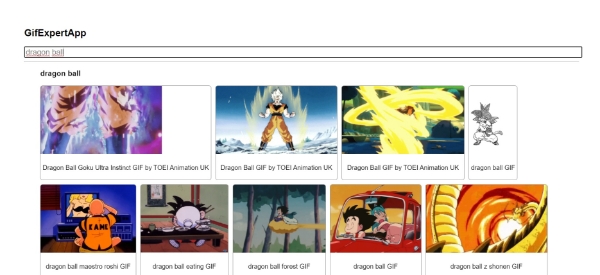 GifExpertApp
dragon ball
dragon ball
Dragon Ball Goku Ultra Instinct GIF by TOEI Animation UK
Dragon Ball GIF by TOEI Animation UK
Dragon Ball GIF by TOEI Animation UK
dragon ball GIF
KAME
dragon ball maestro roshi GIF
dragon ball eating GIF
dragon ball forest GIF
dragon ball GIF
dragon ball z shonen GIF